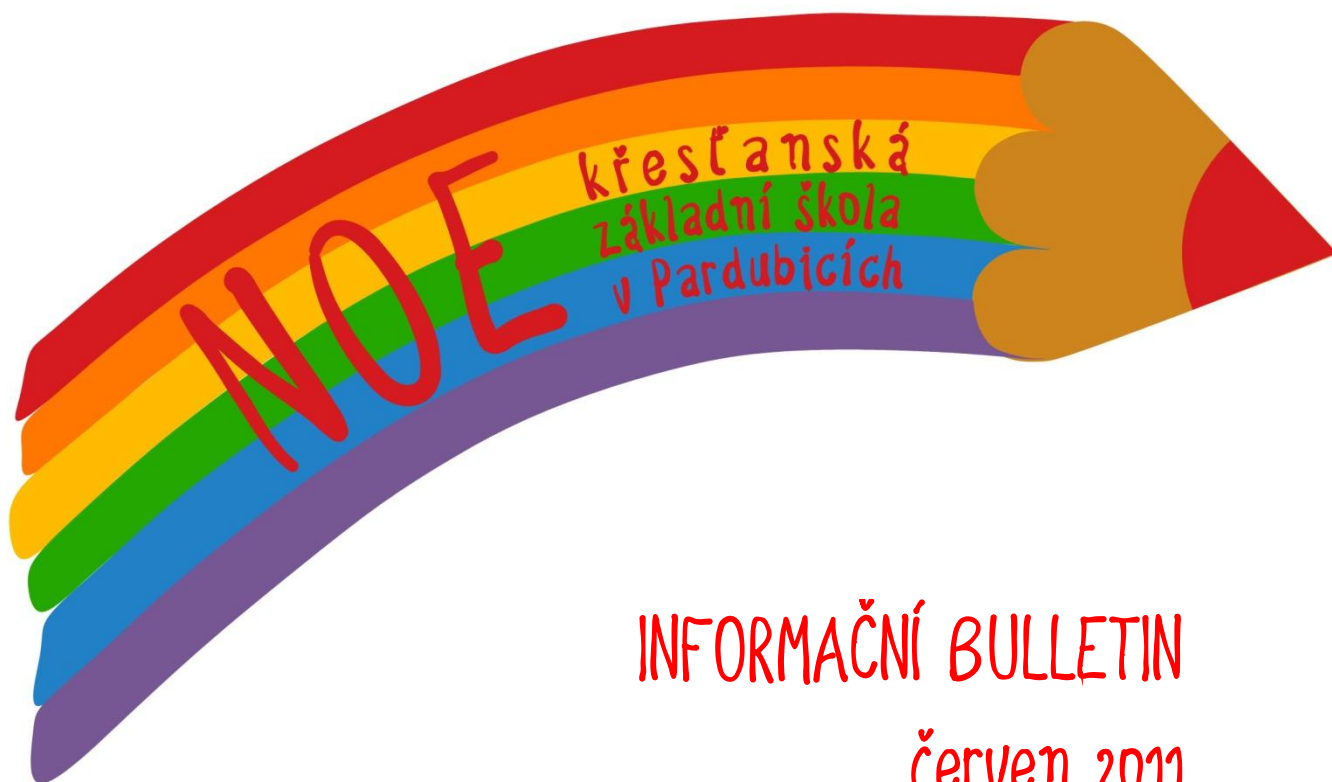 NOE
křesťanská
základní škola
v Pardubicích
INFORMAČNÍ BULLETIN
červen 2011